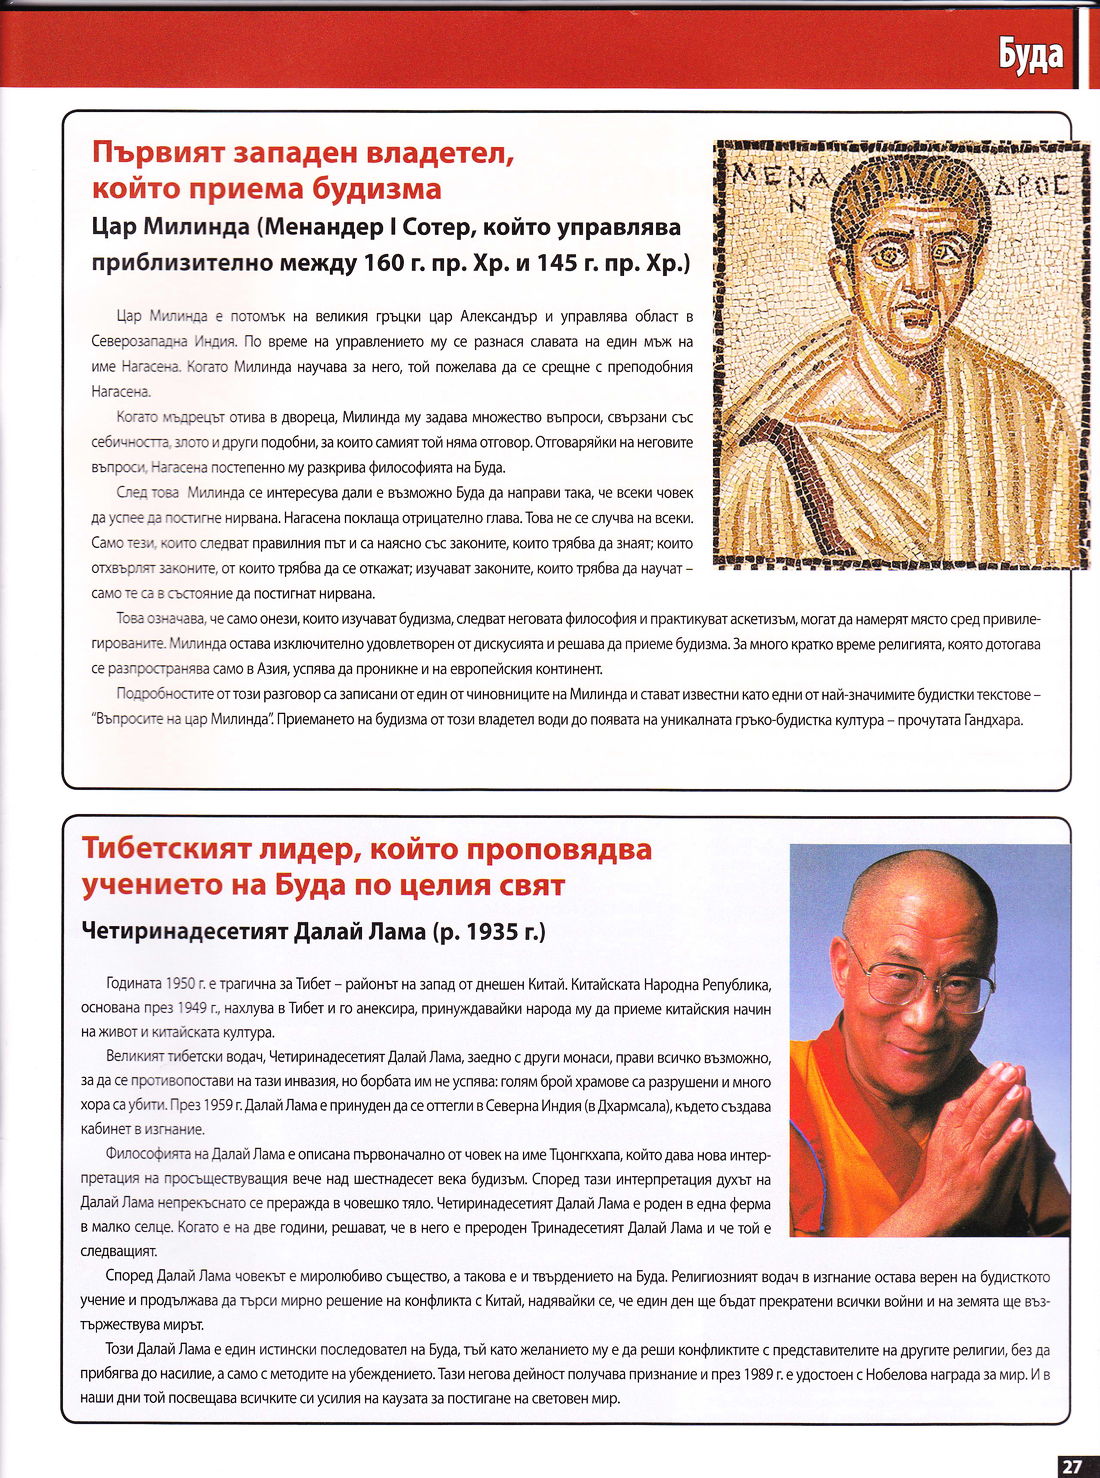 Буда
Първият западен владетел,
който приема будизма
Цар Милинда (Менандер I Сотер, който управлява
приблизително между 160 г. пр. Хр. и 145 г. пр. Хр.)
ΜΕΝΑ
Ν
ΔΡΟϹ
Цар Милинда е потомък на великия гръцки цар Александър и управлява област в
Северозападна Индия. По време на управлението му се разнася славата на един мъж на
име Нагасена. Когато Милинда научава за него, той пожелава да се срещне с преподобния
Нагасена.
Когато мъдрецът отива в двореца, Милинда му задава множество въпроси, свързани със
себичността, злото и други подобни, за които самият той няма отговор. Отговаряйки на неговите
въпроси, Нагасена постепенно му разкрива философията на Буда.
След това Милинда се интересува дали е възможно Буда да направи така, че всеки човек
да успее да постигне нирвана. Нагасена поклаща отрицателно глава. Това не се случва на всеки.
Само тези, които следват правилния път и са наясно със законите, които трябва да знаят; които
отхвърлят законите, от които трябва да се откажат; изучават законите, които трябва да научат –
само те са в състояние да постигнат нирвана.
Това означава, че само онези, които изучават будизма, следват неговата философия и практикуват аскетизъм, могат да намерят място сред привиле-
гированите. Милинда остава изключително удовлетворен от дискусията и решава да приеме будизма. За много кратко време религията, която дотогава
се разпространява само в Азия, успява да проникне и на европейския континент.
Подробностите от този разговор са записани от един от чиновниците на Милинда и стават известни като едни от най-значимите будистки текстове –
“Въпросите на цар Милинда”. Приемането на будизма от този владетел води до появата на уникалната гръко-будистка култура – прочутата Гандхара.
Тибетският лидер, който проповядва
учението на Буда по целия свят
Четиринадесетият Далай Лама (р. 1935 г.)
Годината 1950 г. е трагична за Тибет – районът на запад от днешен Китай. Китайската Народна Република,
основана през 1949 г., нахлува в Тибет и го анексира, принуждавайки народа му да приеме китайския начин
на живот и китайската култура.
Великият тибетски водач, Четиринадесетият Далай Лама, заедно с други монаси, прави всичко възможно,
за да се противопостави на тази инвазия, но борбата им не успява: голям брой храмове са разрушени и много
хора са убити. През 1959 г. Далай Лама е принуден да се оттегли в Северна Индия (в Дхармсала), където създава
кабинет в изгнание.
Философията на Далай Лама е описана първоначално от човек на име Тцонгкхапа, който дава нова интер-
претация на просъществуващия вече над шестнадесет века будизъм. Според тази интерпретация духът на
Далай Лама непрекъснато се преражда в човешко тяло. Четиринадесетият Далай Лама е роден в една ферма
в малко селце. Когато е на две години, решават, че в него е прероден Тринадесетият Далай Лама и че той е
следващият.
Според Далай Лама човекът е миролюбиво същество, а такова е и твърдението на Буда. Религиозният водач в изгнание остава верен на будисткото
учение и продължава да търси мирно решение на конфликта с Китай, надявайки се, че един ден ще бъдат прекратени всички войни и на земята ще въз-
тържествува мирът.
Този Далай Лама е един истински последовател на Буда, тъй като желанието му е да реши конфликтите с представителите на другите религии, без да
прибягва до насилие, а само с методите на убеждението. Тази негова дейност получава признание и през 1989 г. е удостоен с Нобелова награда за мир. И в
наши дни той посвещава всичките си усилия на каузата за постигане на световен мир.
27